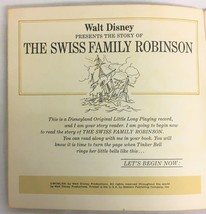 Walt Disney
PRESENTS THE STORY OF
THE SWISS FAMILY ROBINSON
This is a Disneyland Original Little Long Playing record,
and I am your story reader. I am going to begin now
to read the story of THE SWISS FAMILY ROBINSON.
You can read along with me in your book. You will
know it is time to turn the page when Tinker Bell
rings her little bells like this . . .
LET'S BEGIN NOW: